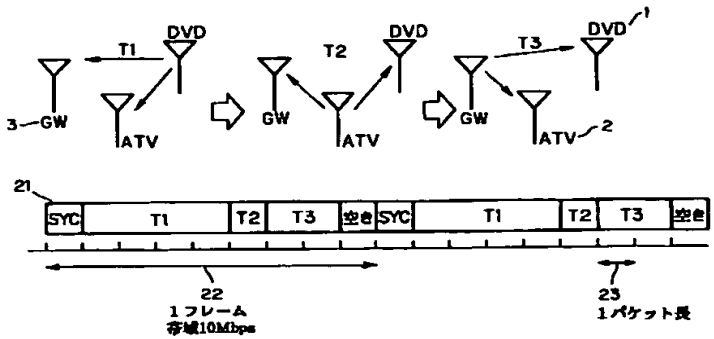 DVD 1
T1 T2 DVD T3 DVD
3 GW ATV GW ATV GW ATV 2
21
SYC T1 T2 T3 空き SYC T1 T2 T3 空き
22 23
1フレーム 1パケット長
帯域10Mbps